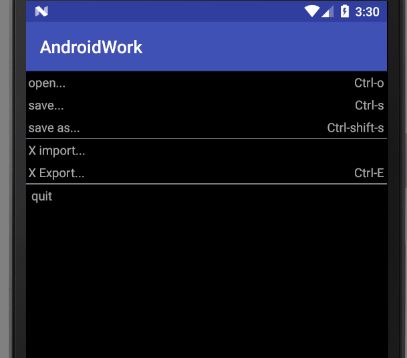 3:30
AndroidWork
open... Ctrl-o
save... Ctrl-s
save as... Ctrl-shift-s
X import...
X Export... Ctrl-E
quit